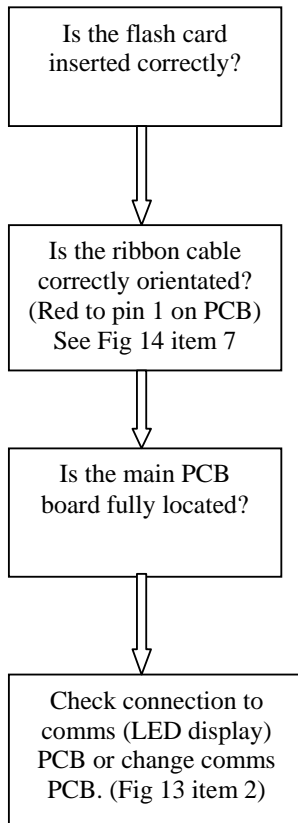 Is the flash card
inserted correctly?
Is the ribbon cable
correctly orientated?
(Red to pin 1 on PCB)
See Fig 14 item 7
Is the main PCB
board fully located?
Check connection to
comms (LED display)
PCB or change comms
PCB. (Fig 13 item 2)